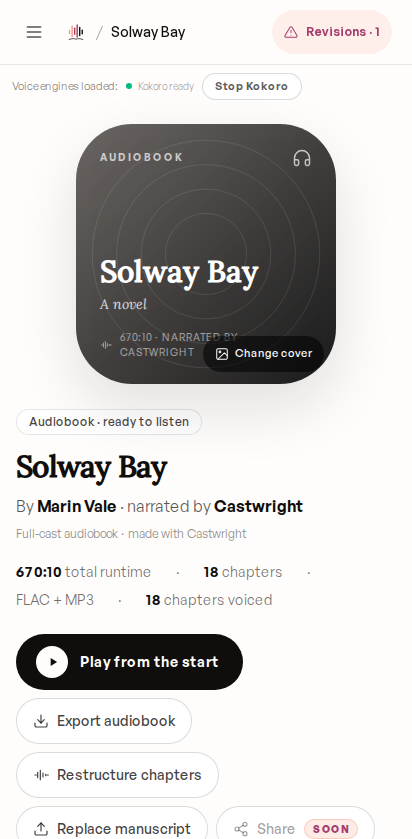 / Solway Bay
Revisions · 1
Voice engines loaded: Kokoro ready Stop Kokoro
AUDIOBOOK
Solway Bay
A novel
670:10 · NARRATED BY
CASTWRIGHT
Change cover
Audiobook · ready to listen
Solway Bay
By Marin Vale · narrated by Castwright
Full-cast audiobook · made with Castwright
670:10 total runtime · 18 chapters ·
FLAC + MP3 · 18 chapters voiced
Play from the start
Export audiobook
Restructure chapters
Replace manuscript
Share SOON